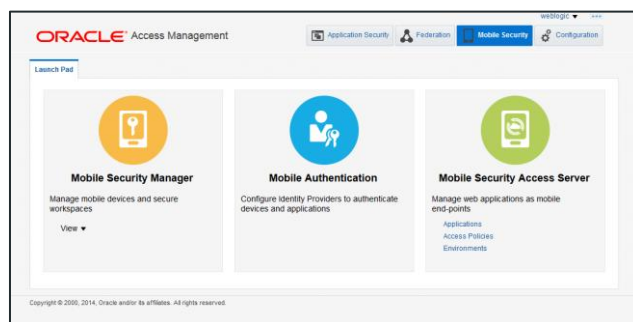 weblogic
ORACLE Access Management
Application Security
Federation
Mobile Security
Configuration
Launch Pad
Mobile Security Manager
Manage mobile devices and secure
workspaces
View
Mobile Authentication
Configure Identity Providers to authenticate
devices and applications
Mobile Security Access Server
Manage web applications as mobile
end-points
Applications
Access Policies
Environments
Copyright © 2000, 2014, Oracle and/or its affiliates. All rights reserved.